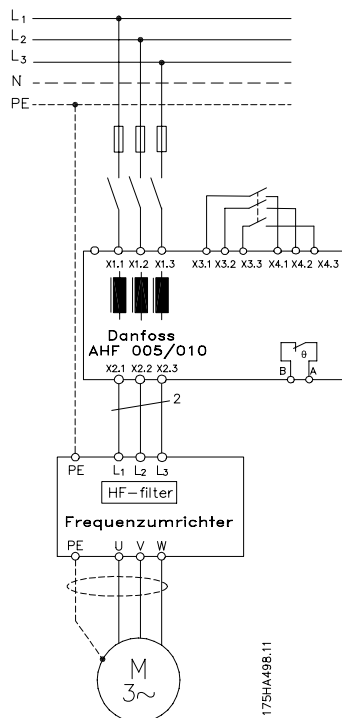 L1
L2
L3
N
PE
X1.1 X1.2 X1.3 X3.1 X3.2 X3.3 X4.1 X4.2 X4.3
Danfoss
AHF 005/010
θ
X2.1 X2.2 X2.3 B A
2
PE L1 L2 L3
HF-filter
Frequenzumrichter
PE U V W
M
3~
175HA498.11